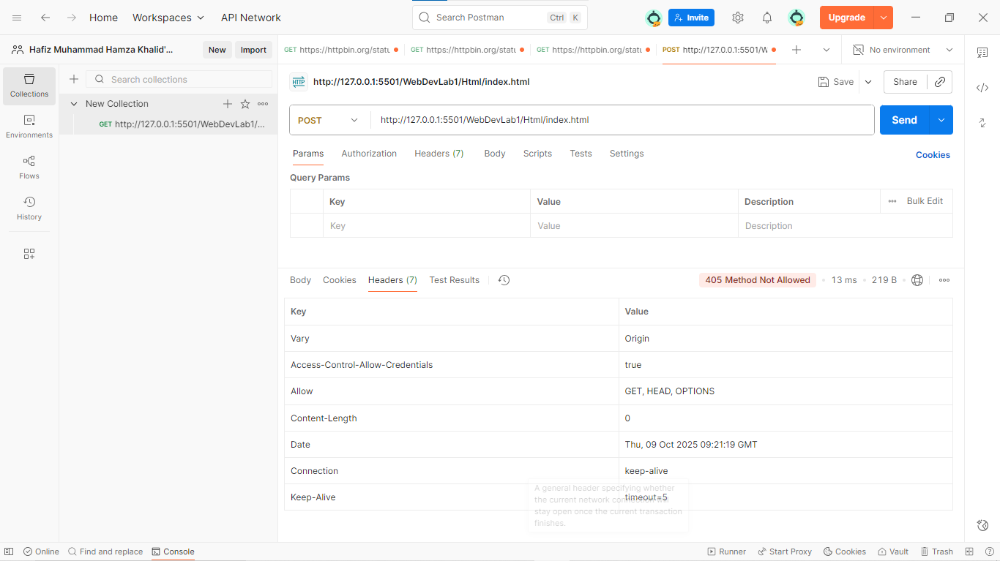 Home Workspaces API Network Search Postman Ctrl K Invite Upgrade
Hafiz Muhammad Hamza Khalid'... New Import
GET https://httpbin.org/statu GET https://httpbin.org/statu GET https://httpbin.org/statu POST http://127.0.0.1:5501/W No environment
Collections
Environments
Flows
History
Search collections
New Collection
GET http://127.0.0.1:5501/WebDevLab1/...
HTTP http://127.0.0.1:5501/WebDevLab1/Html/index.html Save Share
POST http://127.0.0.1:5501/WebDevLab1/Html/index.html Send
Params Authorization Headers (7) Body Scripts Tests Settings Cookies
Query Params
Key Value Description Bulk Edit
Key Value Description
Body Cookies Headers (7) Test Results 405 Method Not Allowed 13 ms 219 B
Key Value
Vary Origin
Access-Control-Allow-Credentials true
Allow GET, HEAD, OPTIONS
Content-Length 0
Date Thu, 09 Oct 2025 09:21:19 GMT
Connection keep-alive
Keep-Alive timeout=5
A general header specifying whether
the current network connection will
stay open once the current transaction
finishes.
Online Find and replace Console Runner Start Proxy Cookies Vault Trash